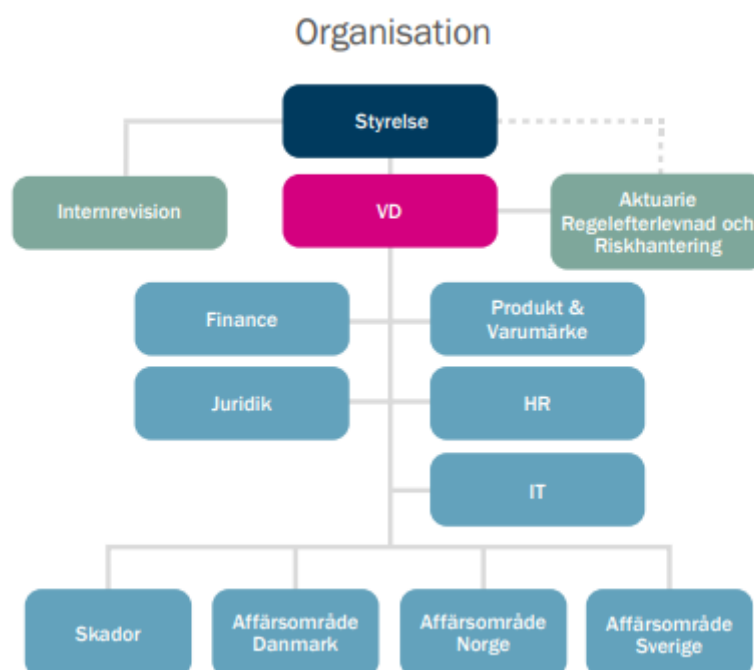 Organisation
Styrelse
Internrevision
VD
Aktuarie
Regelefterlevnad och
Riskhantering
Finance
Produkt &
Varumärke
Juridik
HR
IT
Skador
Affärsområde
Danmark
Affärsområde
Norge
Affärsområde
Sverige